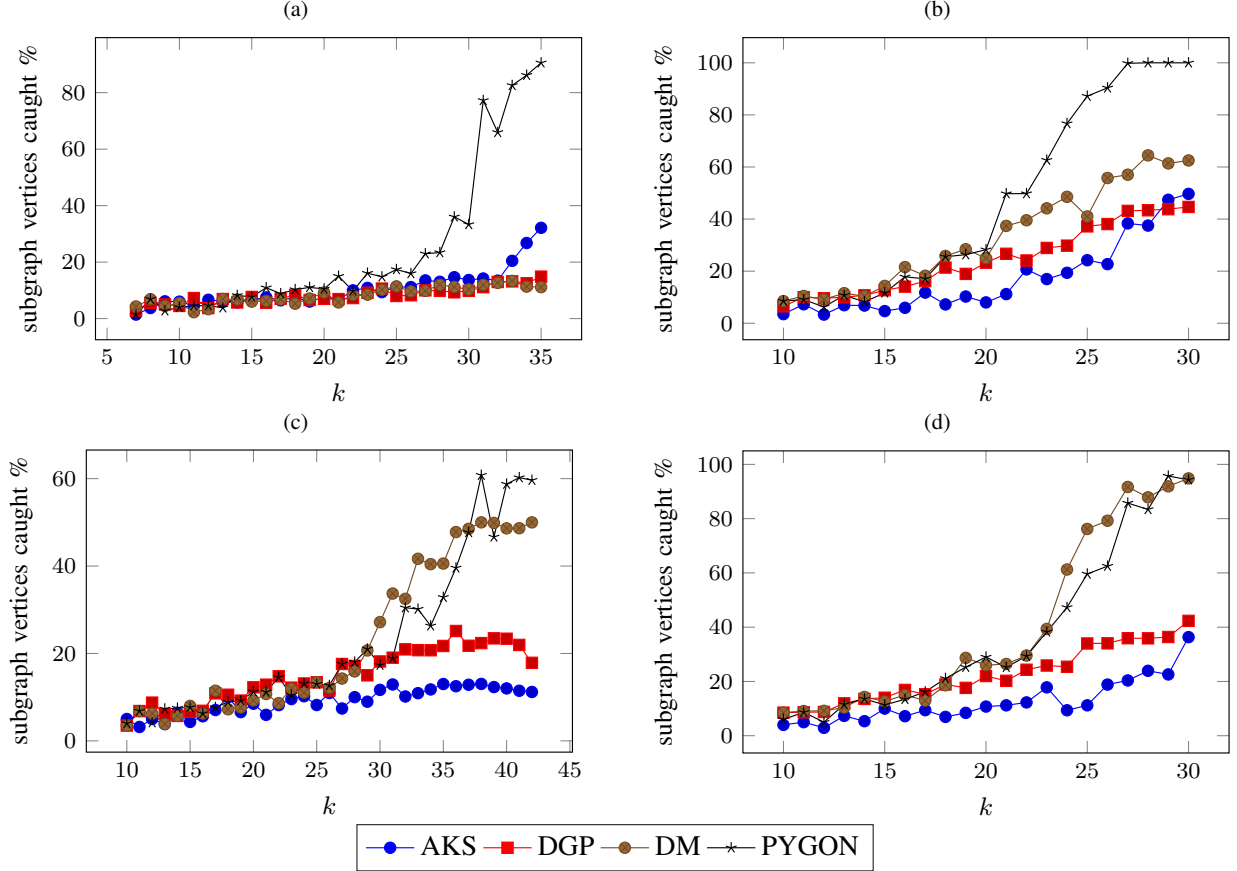 (a)
subgraph vertices caught %
80
60
40
20
0
5 10 15 20 25 30 35
k
(b)
subgraph vertices caught %
100
80
60
40
20
0
10 15 20 25 30
k
(c)
subgraph vertices caught %
60
40
20
0
10 15 20 25 30 35 40 45
k
(d)
subgraph vertices caught %
100
80
60
40
20
0
10 15 20 25 30
k
AKS DGP DM PYGON